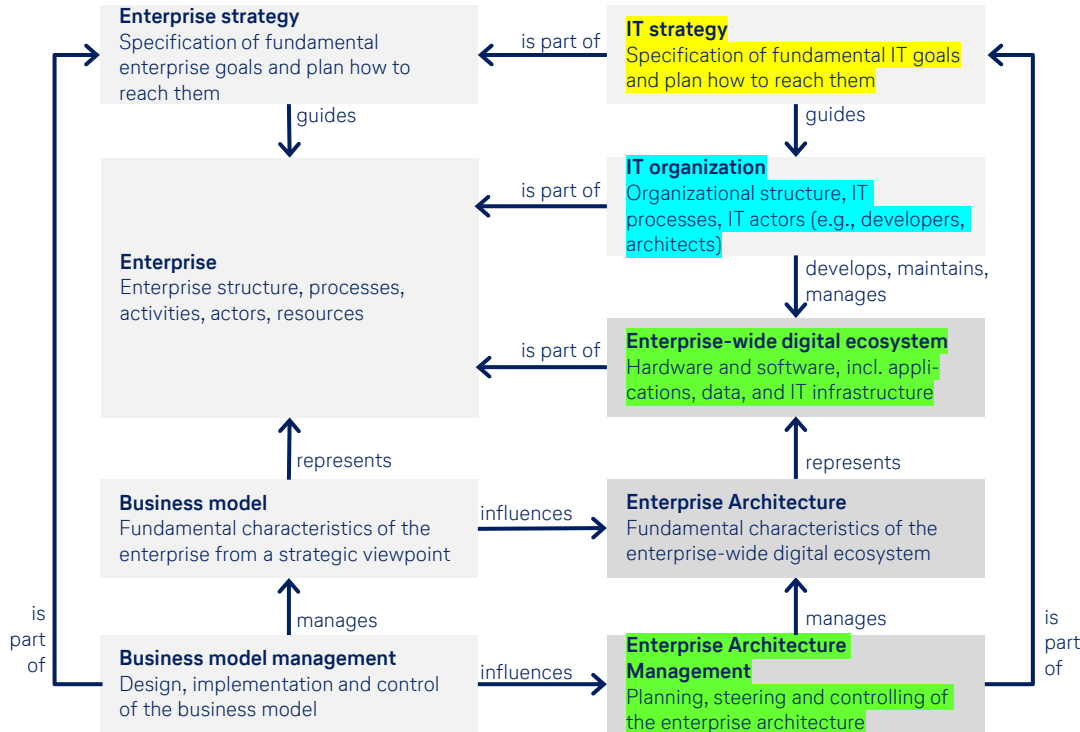 Enterprise strategy
Specification of fundamental
enterprise goals and plan how to
reach them
is part of
IT strategy
Specification of fundamental IT goals
and plan how to reach them
guides
guides
Enterprise
Enterprise structure, processes,
activities, actors, resources
is part of
IT organization
Organizational structure, IT
processes, IT actors (e.g., developers,
architects)
develops, maintains,
manages
is part of
Enterprise-wide digital ecosystem
Hardware and software, incl. appli-
cations, data, and IT infrastructure
represents
represents
Business model
Fundamental characteristics of the
enterprise from a strategic viewpoint
influences
Enterprise Architecture
Fundamental characteristics of the
enterprise-wide digital ecosystem
is
part
of
manages
manages
is
part
of
Business model management
Design, implementation and control
of the business model
influences
Enterprise Architecture
Management
Planning, steering and controlling of
the enterprise architecture